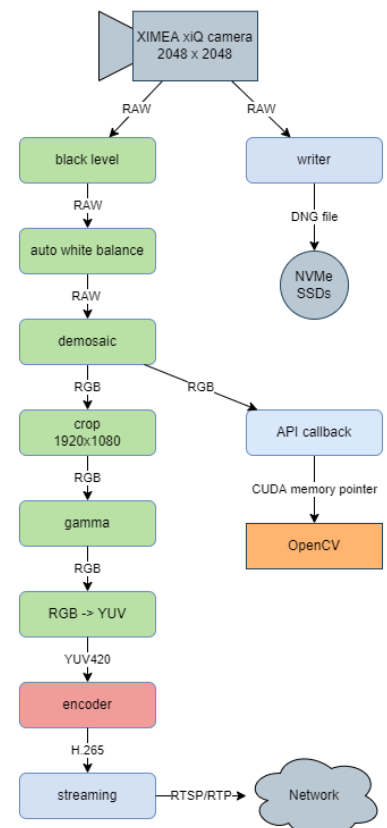 XIMEA xiQ camera
2048 x 2048
RAW
RAW
black level
writer
RAW
DNG file
auto white balance
NVMe
SSDs
RAW
demosaic
RGB
RGB
crop
1920x1080
API callback
RGB
CUDA memory pointer
gamma
OpenCV
RGB
RGB -> YUV
YUV420
encoder
H.265
streaming
RTSP/RTP
Network